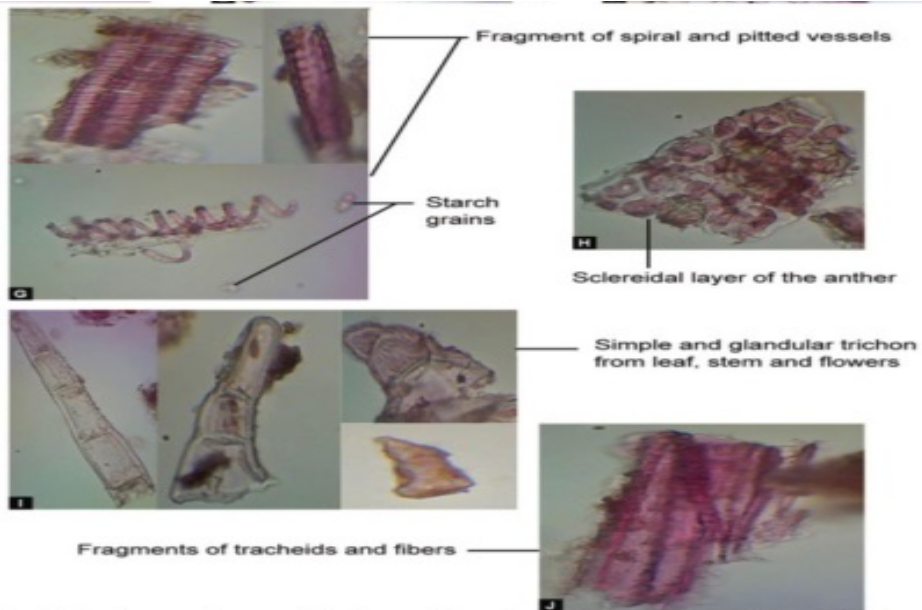 Fragment of spiral and pitted vessels
Starch
grains
G
H
Sclereidal layer of the anther
Simple and glandular trichon
from leaf, stem and flowers
I
Fragments of tracheids and fibers
J